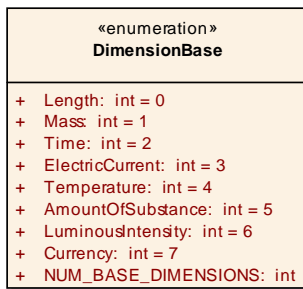 «enumeration»
DimensionBase
+ Length: int = 0
+ Mass: int = 1
+ Time: int = 2
+ ElectricCurrent: int = 3
+ Temperature: int = 4
+ AmountOfSubstance: int = 5
+ LuminousIntensity: int = 6
+ Currency: int = 7
+ NUM_BASE_DIMENSIONS: int